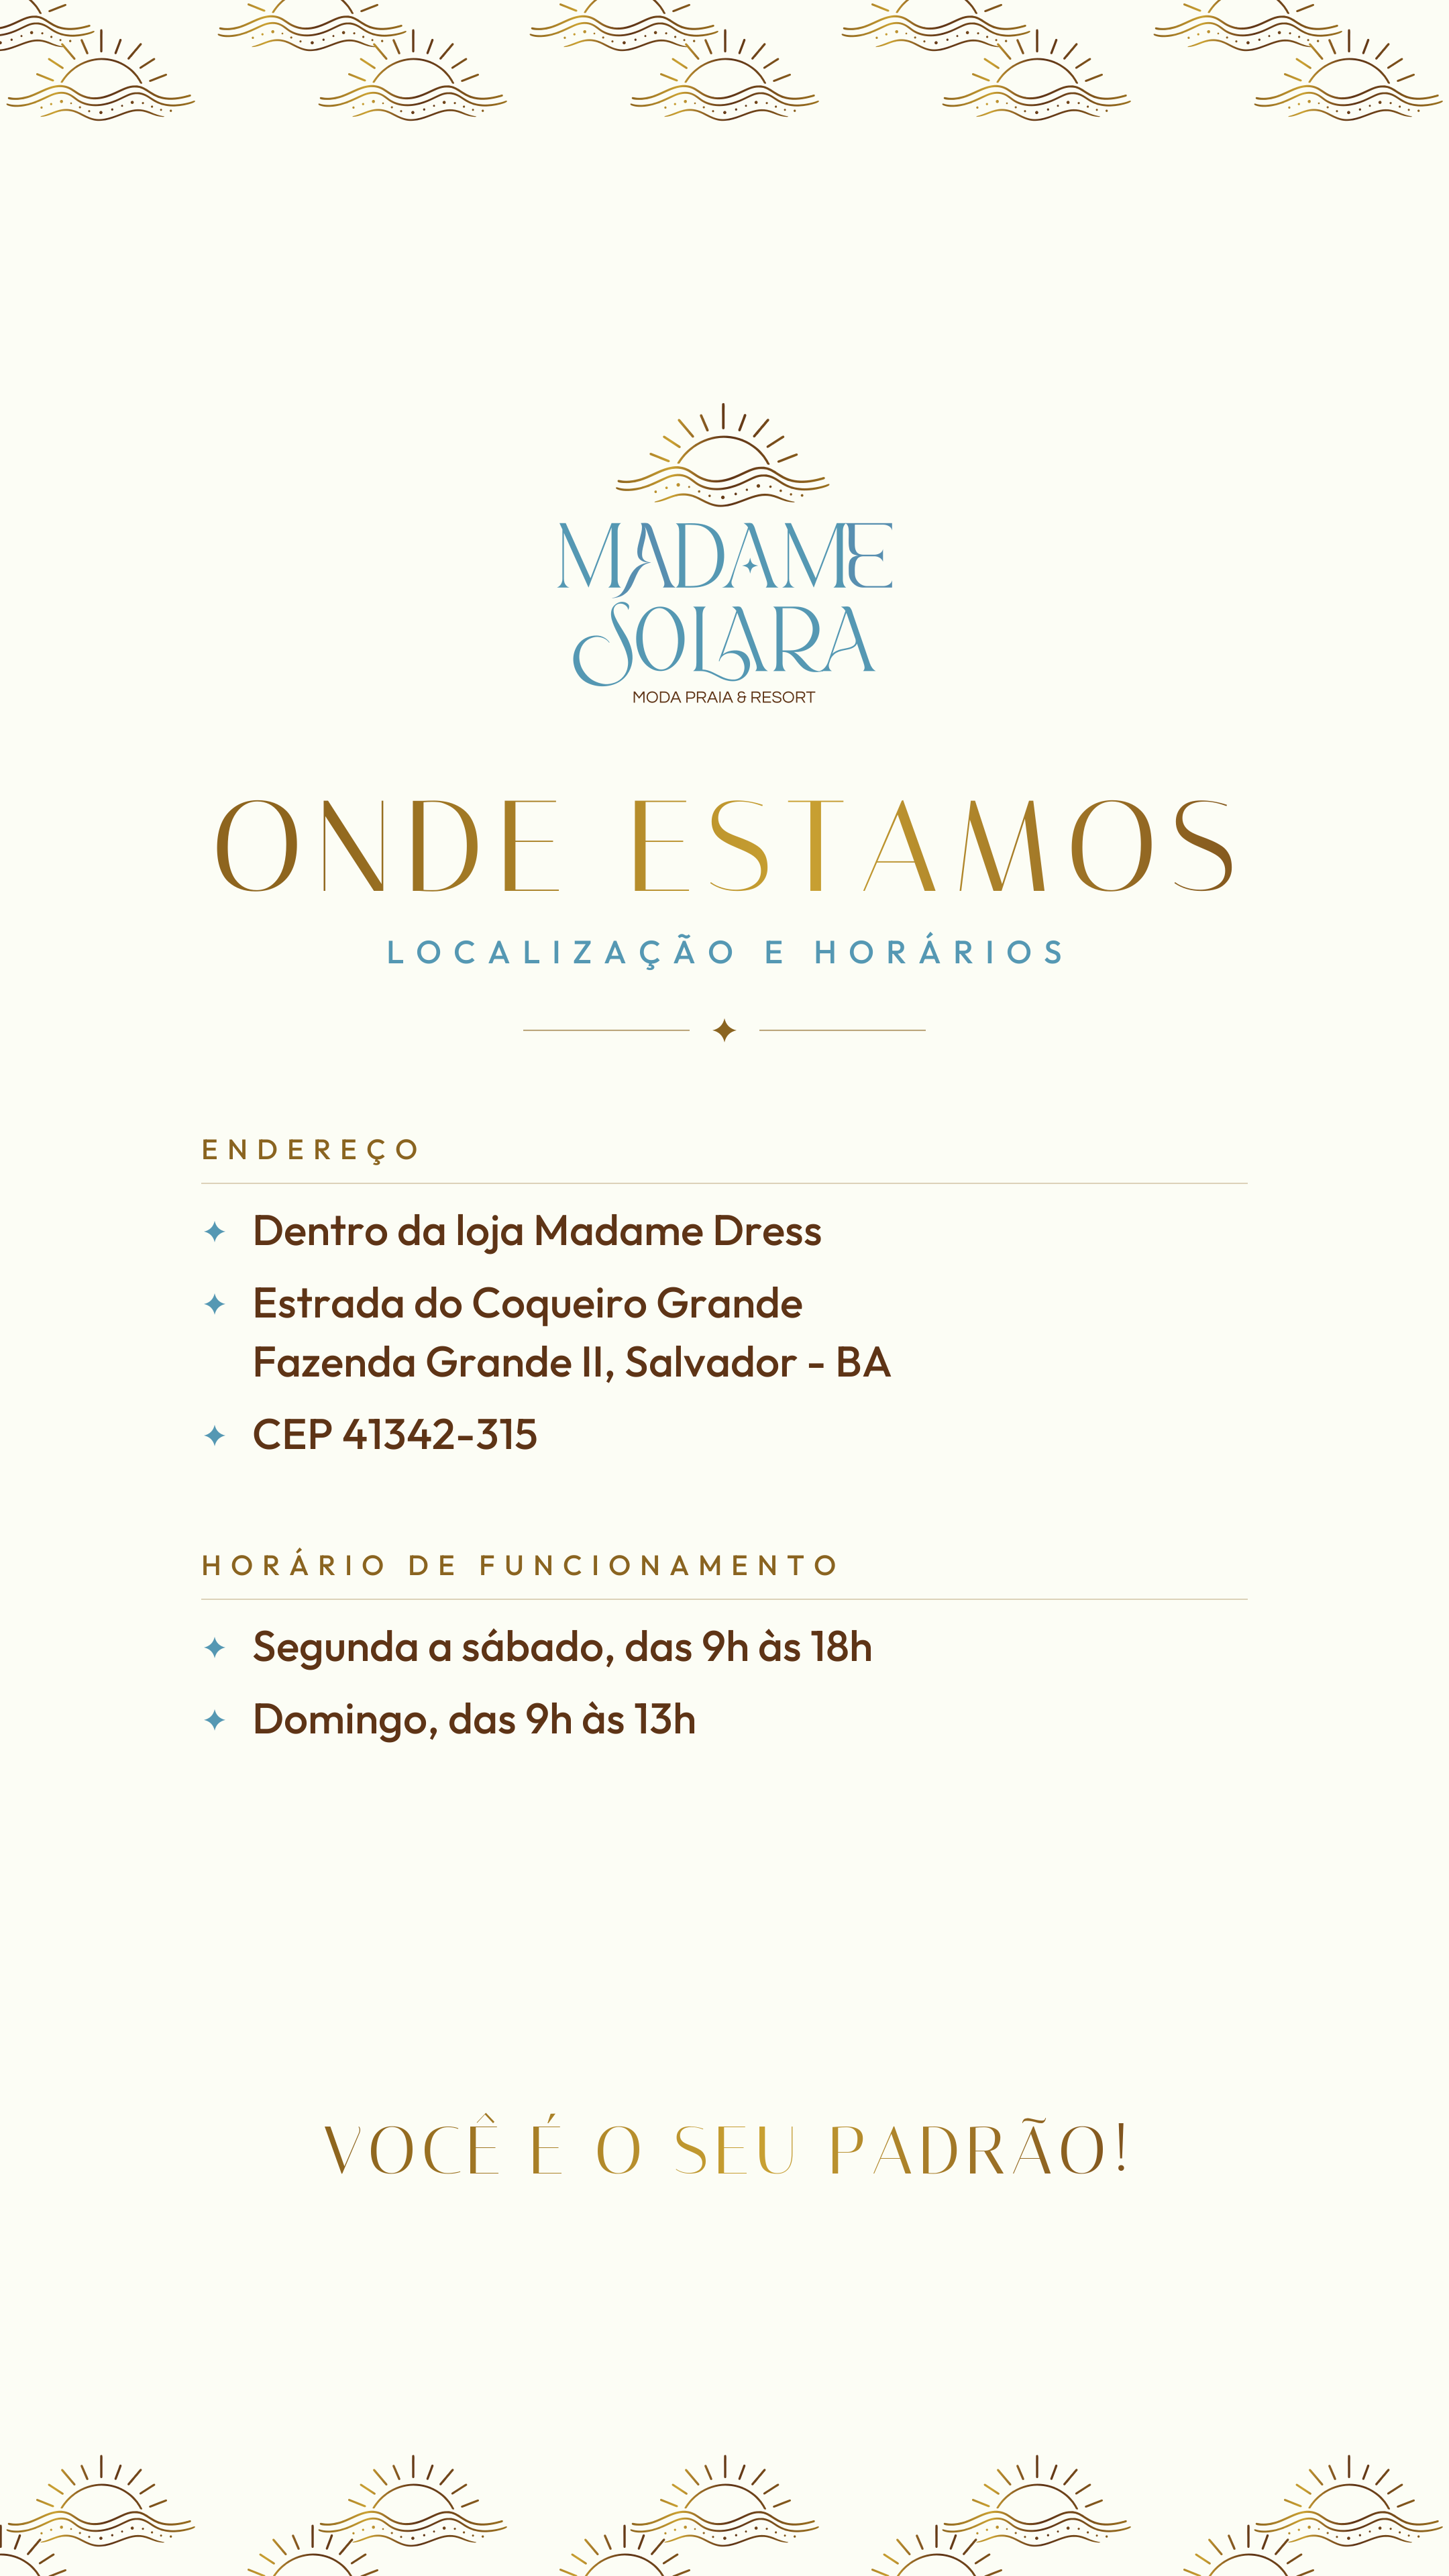 MADAME
SOLARA
MODA PRAIA & RESORT
ONDE ESTAMOS
LOCALIZAÇÃO E HORÁRIOS
ENDEREÇO
Dentro da loja Madame Dress
Estrada do Coqueiro Grande
Fazenda Grande II, Salvador - BA
CEP 41342-315
HORÁRIO DE FUNCIONAMENTO
Segunda a sábado, das 9h às 18h
Domingo, das 9h às 13h
VOCÊ É O SEU PADRÃO!